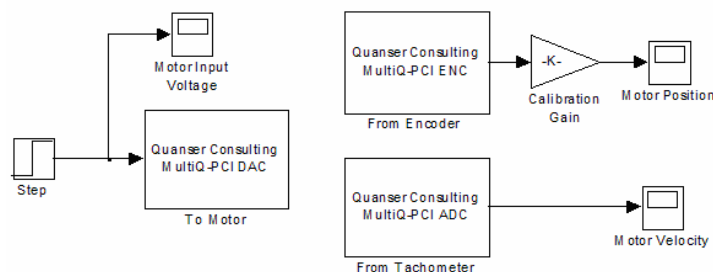 Motor Input
Voltage
Quanser Consulting
MultiQ-PCI DAC
Step
To Motor
Quanser Consulting
MultiQ-PCI ENC
From Encoder
-K-
Calibration
Gain
Motor Position
Quanser Consulting
MultiQ-PCI ADC
From Tachometer
Motor Velocity